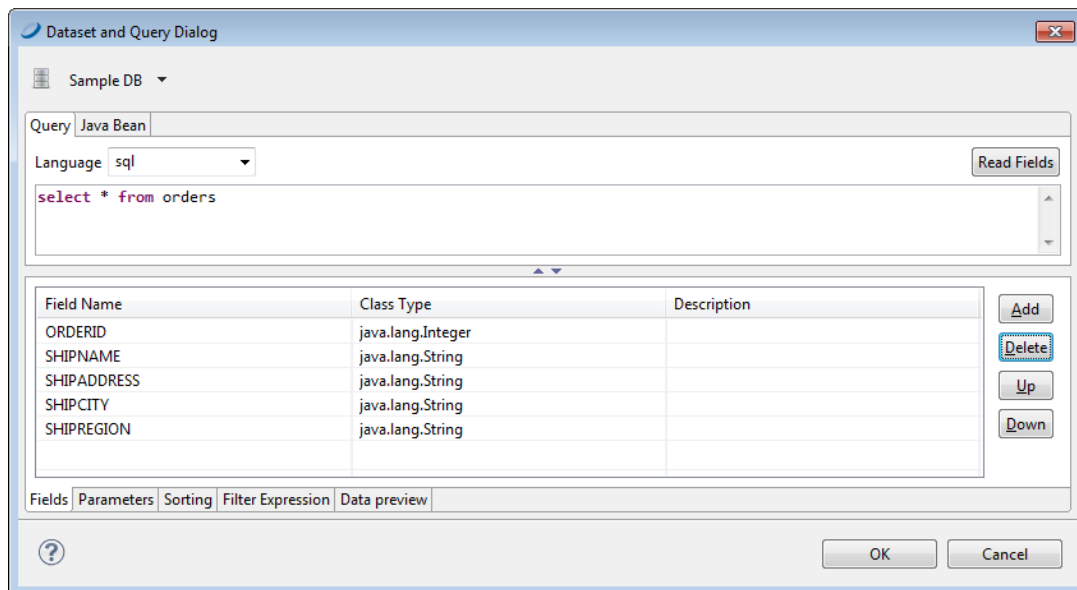 Dataset and Query Dialog
Sample DB
Query Java Bean
Language sql Read Fields
select * from orders
Field Name Class Type Description
ORDERID java.lang.Integer
SHIPNAME java.lang.String
SHIPADDRESS java.lang.String
SHIPCITY java.lang.String
SHIPREGION java.lang.String
Add
Delete
Up
Down
Fields Parameters Sorting Filter Expression Data preview
? OK Cancel